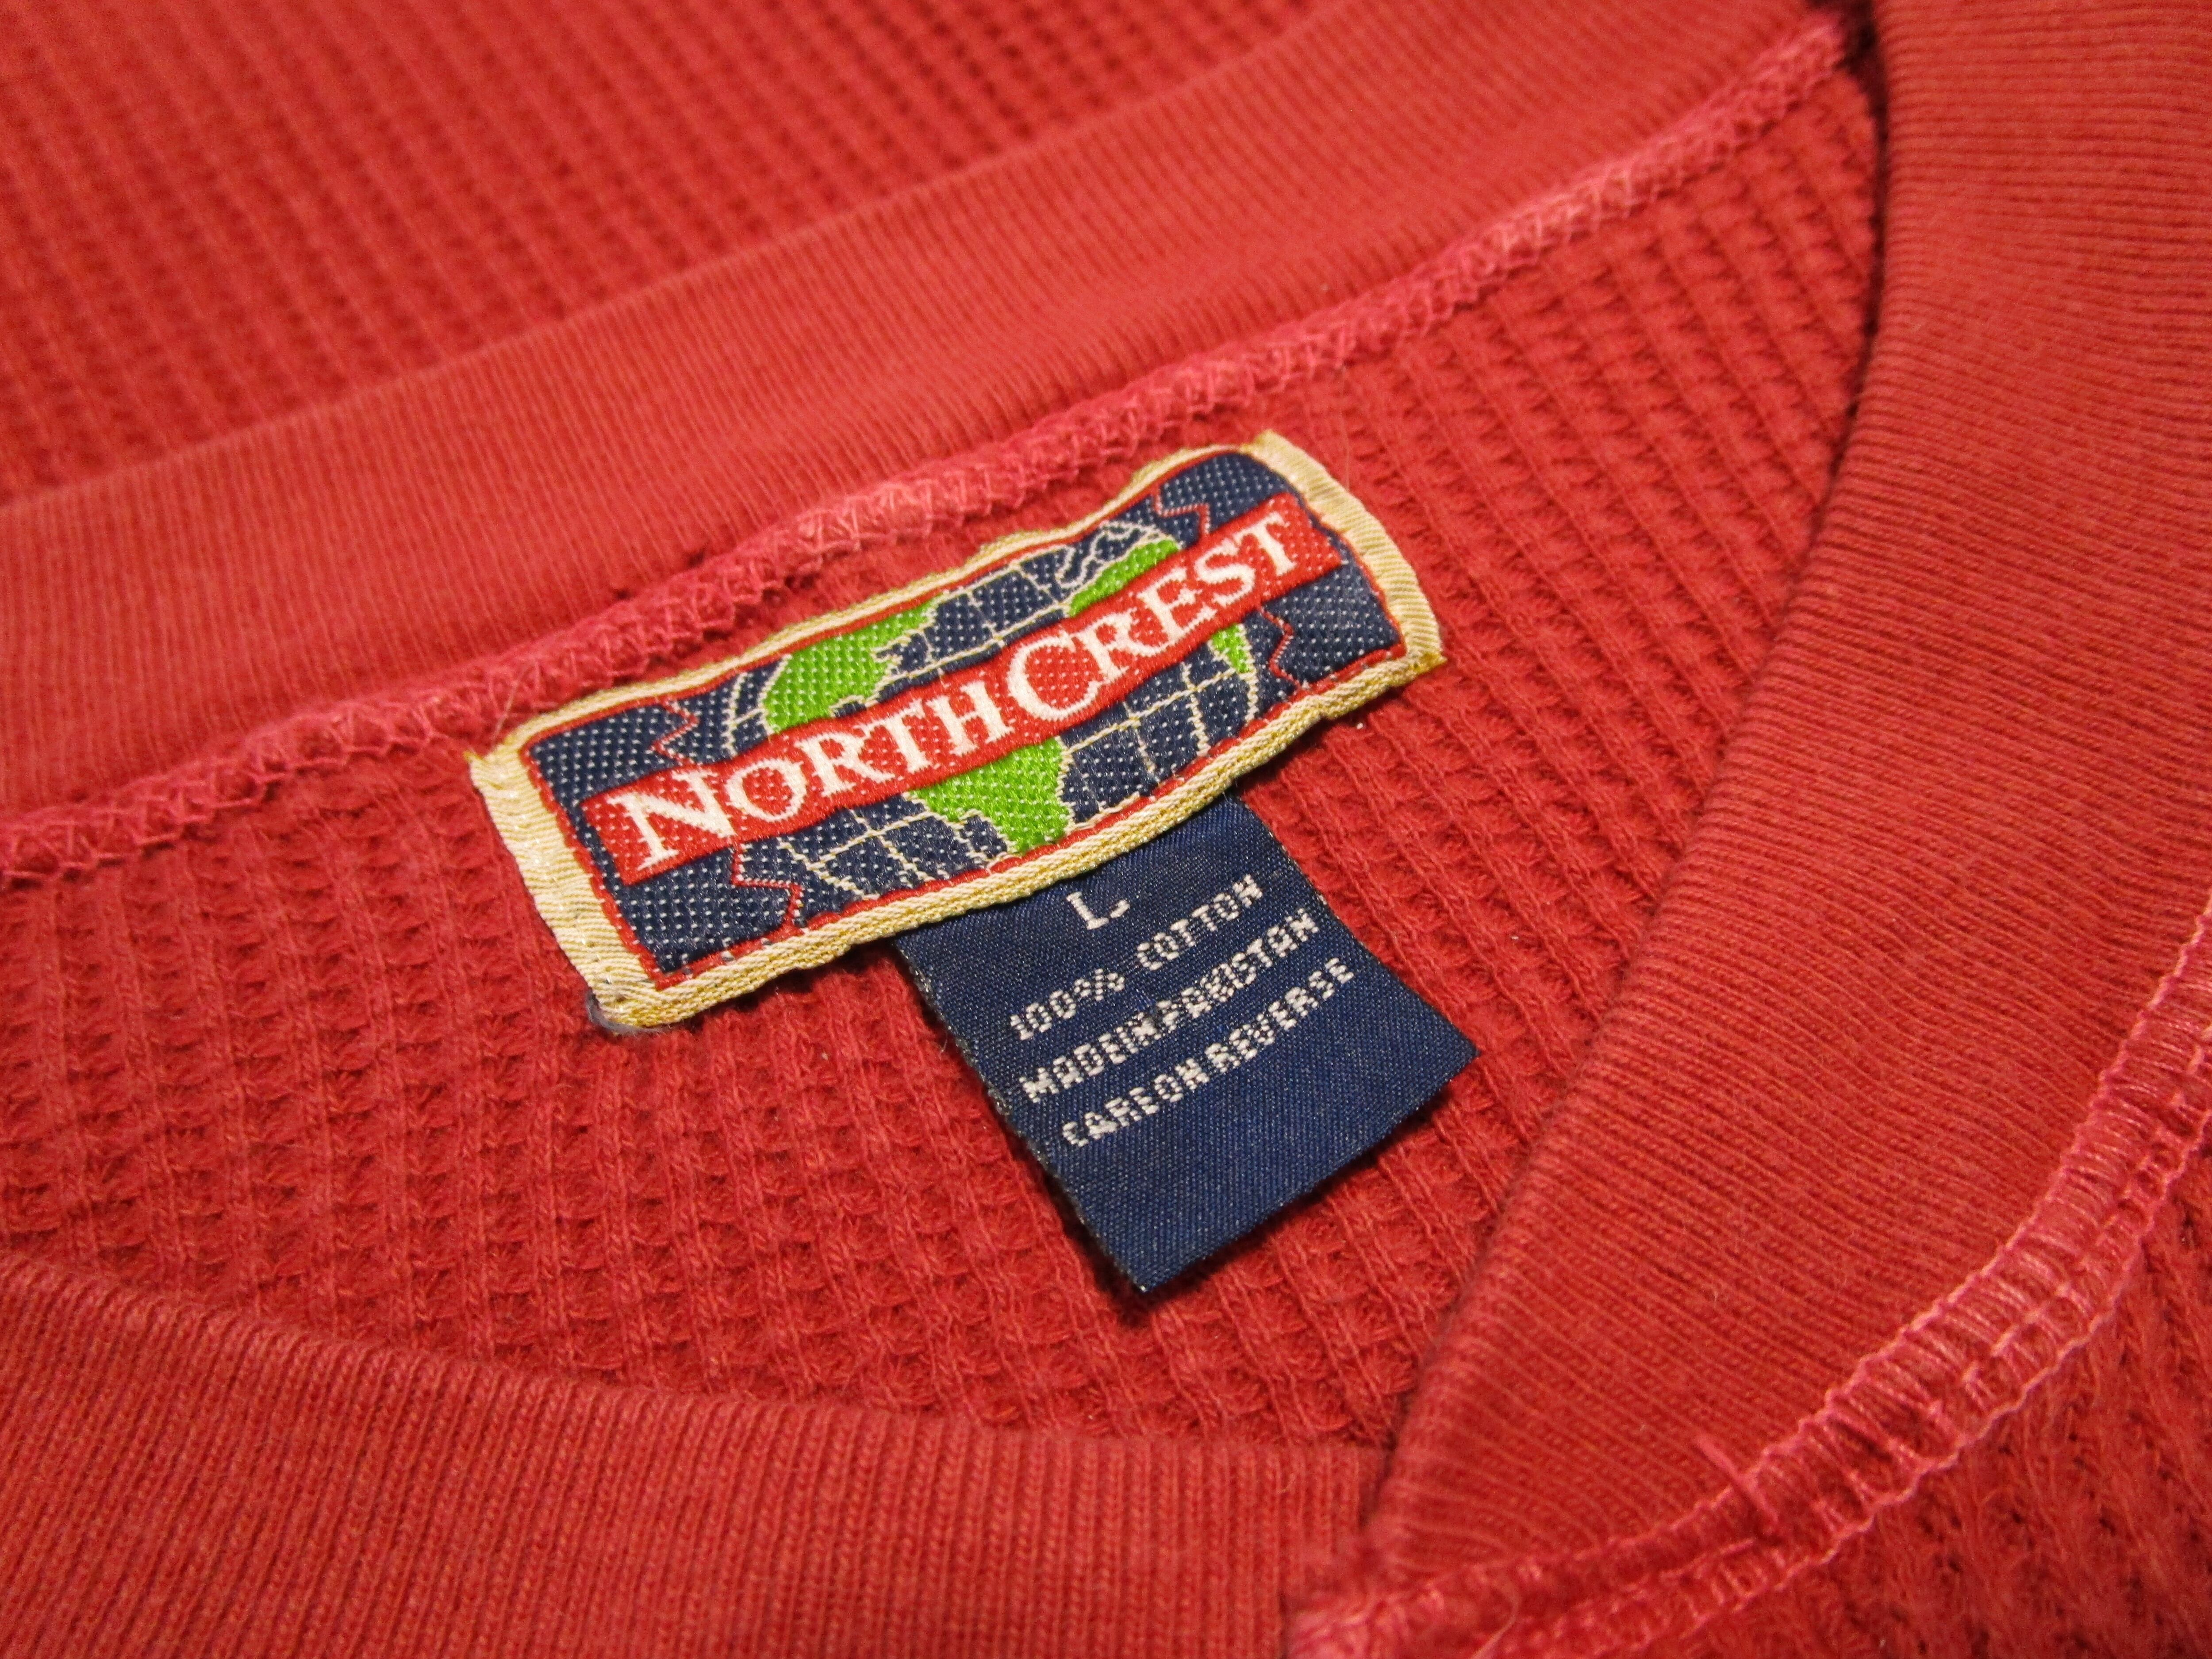 NORTHCREST
L
100% COTTON
MADE IN PAKISTAN
CARE ON REVERSE